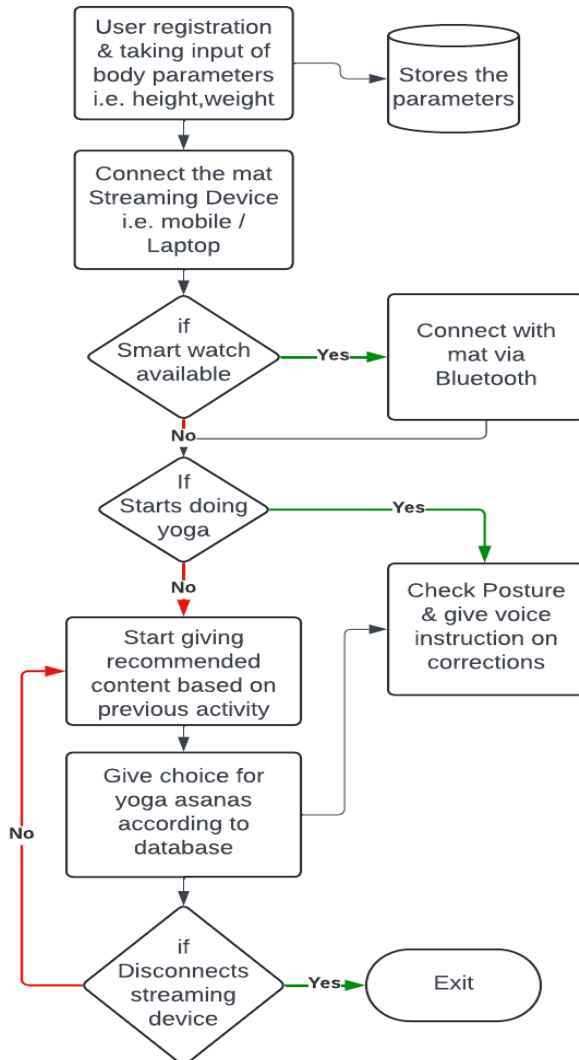 User registration
& taking input of
body parameters
i.e. height,weight
Stores the
parameters
Connect the mat
Streaming Device
i.e. mobile /
Laptop
if
Smart watch
available
Yes
Connect with
mat via
Bluetooth
No
If
Starts doing
yoga
Yes
No
Check Posture
& give voice
instruction on
corrections
Start giving
recommended
content based on
previous activity
Give choice for
yoga asanas
according to
database
No
if
Disconnects
streaming
device
Yes
Exit